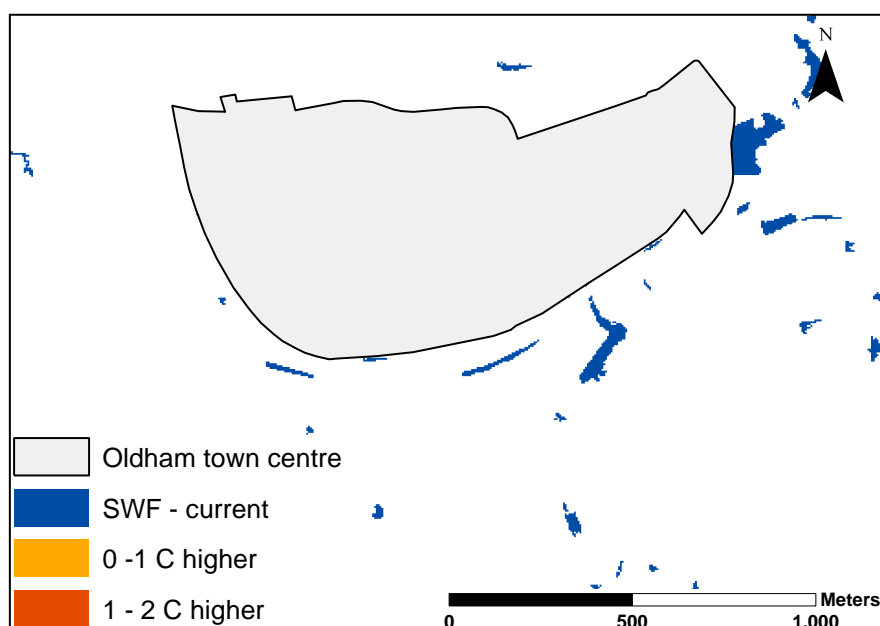 N
Oldham town centre
SWF - current
0 -1 C higher
1 - 2 C higher
Meters
0 500 1,000